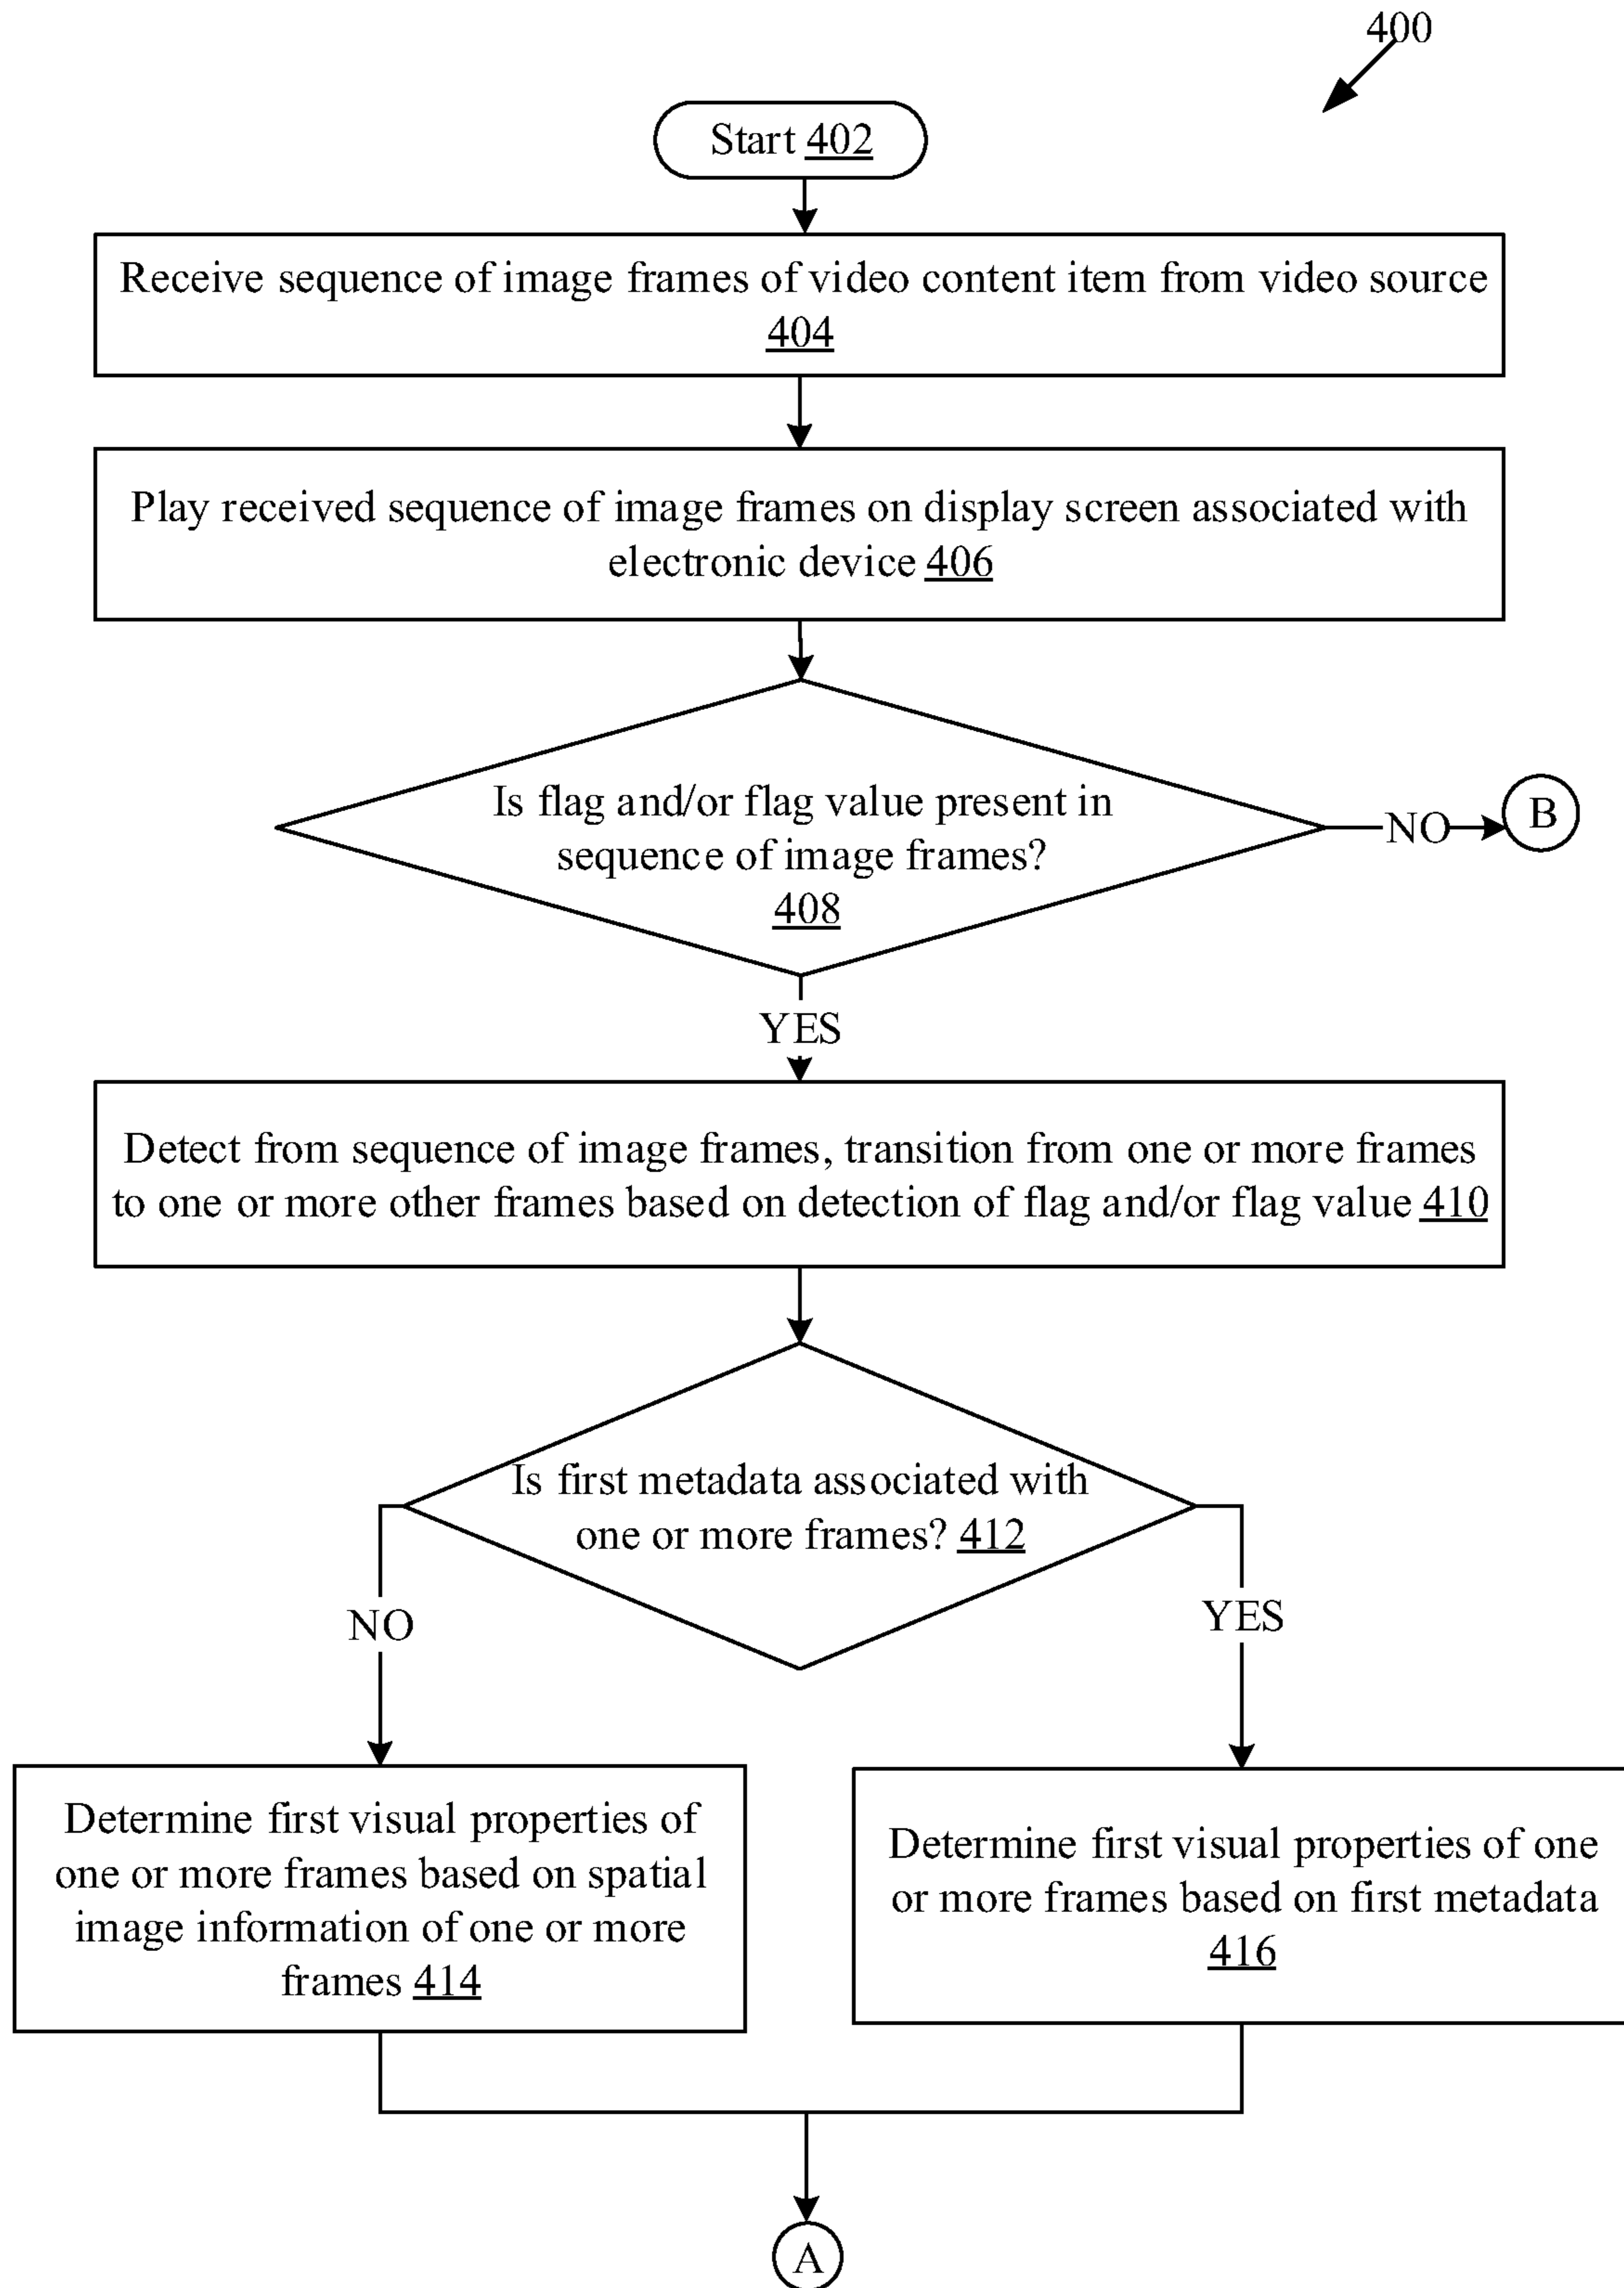 400
Start 402
Receive sequence of image frames of video content item from video source
404
Play received sequence of image frames on display screen associated with
electronic device 406
Is flag and/or flag value present in
sequence of image frames?
408
NO
B
YES
Detect from sequence of image frames, transition from one or more frames
to one or more other frames based on detection of flag and/or flag value 410
Is first metadata associated with
one or more frames? 412
NO
YES
Determine first visual properties of
one or more frames based on spatial
image information of one or more
frames 414
Determine first visual properties of one
or more frames based on first metadata
416
A